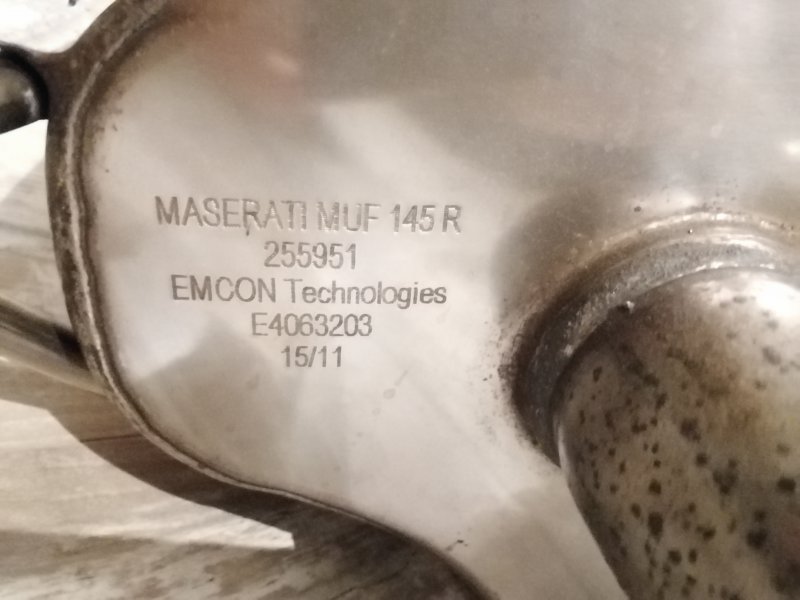 MASERATI MUF 145 R
255951
EMCON Technologies
E4063203
15/11